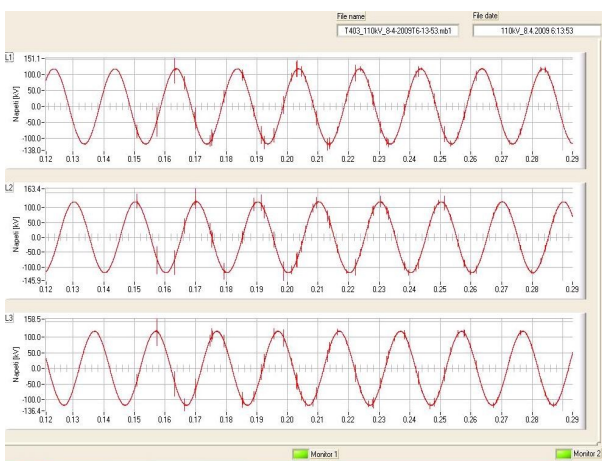 File name
File date
T403_110kV_8-4-2009T6-13-53.mb1
110kV_8.4.2009 6:13:53
L1
Napeti [kV]
151.1
100.0
50.0
0.0
-50.0
-100.0
-138.0
0.12 0.13 0.14 0.15 0.16 0.17 0.18 0.19 0.20 0.21 0.22 0.23 0.24 0.25 0.26 0.27 0.28 0.29
L2
Napeti [kV]
163.4
100.0
50.0
0.0
-50.0
-100.0
-145.9
0.12 0.13 0.14 0.15 0.16 0.17 0.18 0.19 0.20 0.21 0.22 0.23 0.24 0.25 0.26 0.27 0.28 0.29
L3
Napeti [kV]
158.5
100.0
50.0
0.0
-50.0
-100.0
-136.4
0.12 0.13 0.14 0.15 0.16 0.17 0.18 0.19 0.20 0.21 0.22 0.23 0.24 0.25 0.26 0.27 0.28 0.29
Monitor 1
Monitor 2